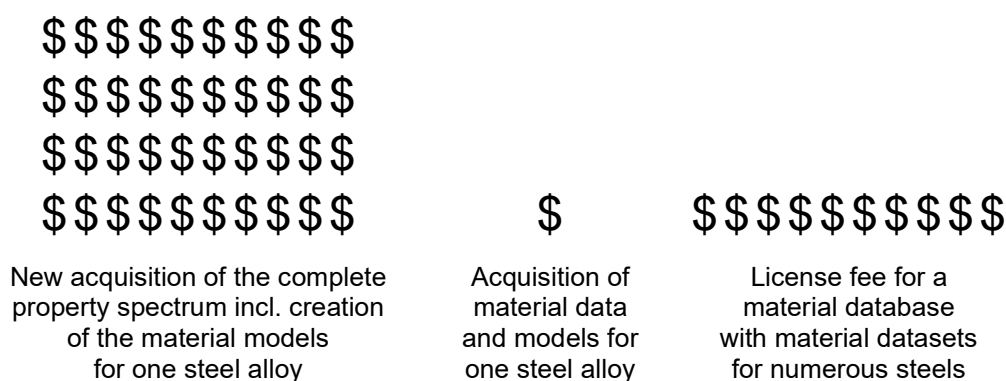 $$$$$$$$$$
$$$$$$$$$$
$$$$$$$$$$
$$$$$$$$$$
New acquisition of the complete
property spectrum incl. creation
of the material models
for one steel alloy
$
Acquisition of
material data
and models for
one steel alloy
$$$$$$$$$$
License fee for a
material database
with material datasets
for numerous steels